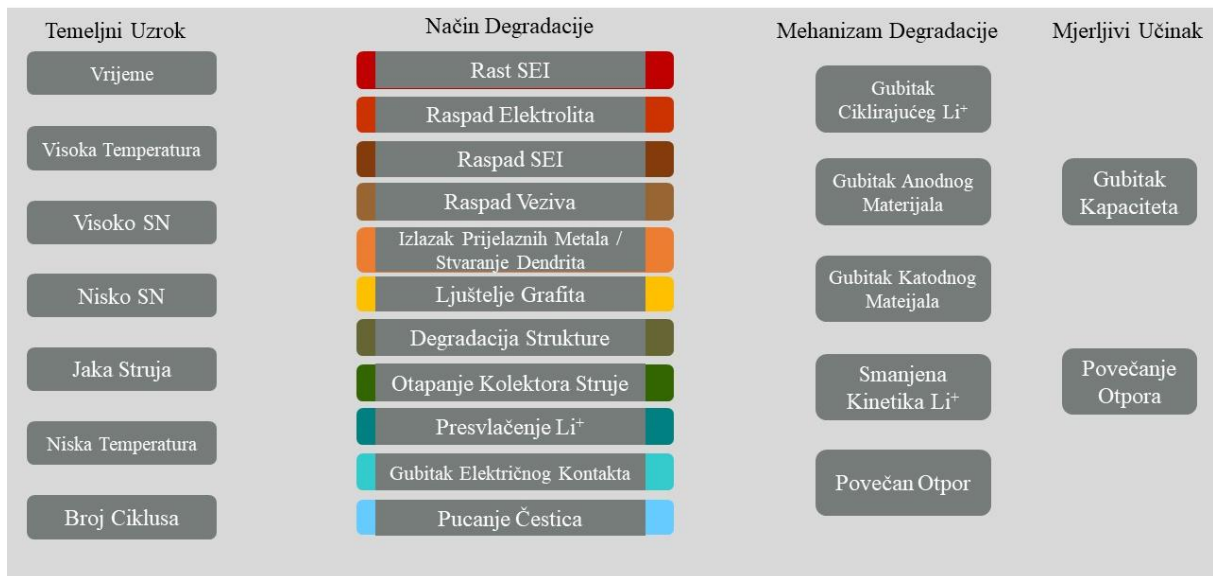 Temeljni Uzrok
Vrijeme
Visoka Temperatura
Visoko SN
Nisko SN
Jaka Struja
Niska Temperatura
Broj Ciklusa
Način Degradacije
Rast SEI
Raspad Elektrolita
Raspad SEI
Raspad Veziva
Izlazak Prijelaznih Metala /
Stvaranje Dendrita
Ljuštelje Grafita
Degradacija Strukture
Otapanje Kolektora Struje
Presvlačenje Li⁺
Gubitak Električnog Kontakta
Pucanje Čestica
Mehanizam Degradacije
Gubitak
Ciklirajućeg Li⁺
Gubitak Anodnog
Materijala
Gubitak Katodnog
Mateijala
Smanjena
Kinetika Li⁺
Povečan Otpor
Mjerljivi Učinak
Gubitak
Kapaciteta
Povečanje
Otpora